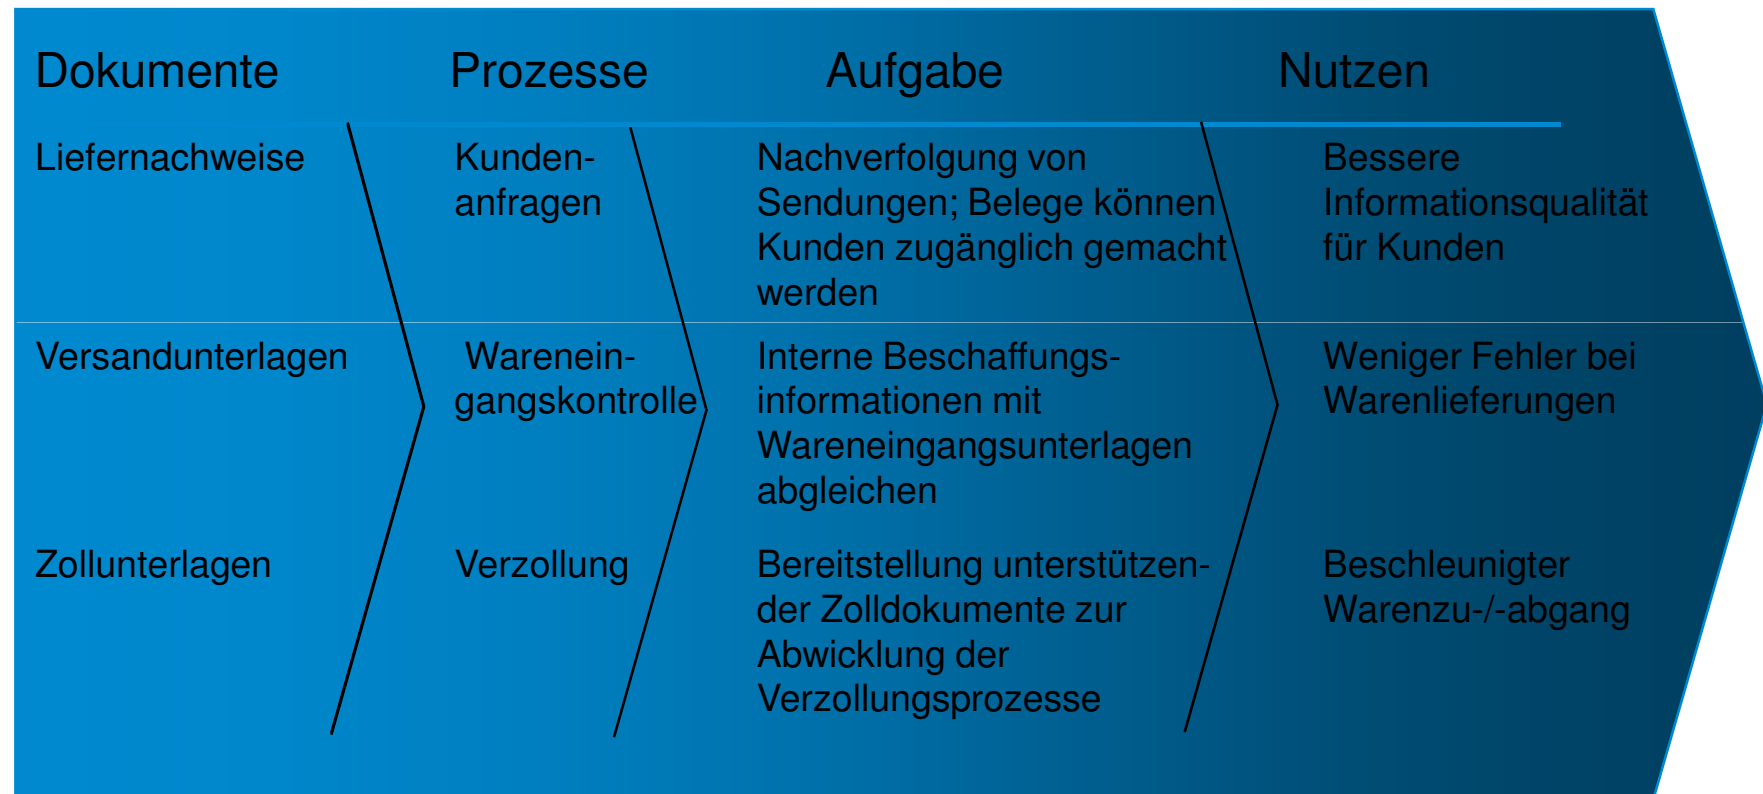 Dokumente Prozesse Aufgabe Nutzen
Liefernachweise
Kunden-
anfragen
Nachverfolgung von
Sendungen; Belege können
Kunden zugänglich gemacht
werden
Bessere
Informationsqualität
für Kunden
Versandunterlagen
Warenein-
gangskontrolle
Interne Beschaffungs-
informationen mit
Wareneingangsunterlagen
abgleichen
Weniger Fehler bei
Warenlieferungen
Zollunterlagen
Verzollung
Bereitstellung unterstützen-
der Zolldokumente zur
Abwicklung der
Verzollungsprozesse
Beschleunigter
Warenzu-/-abgang